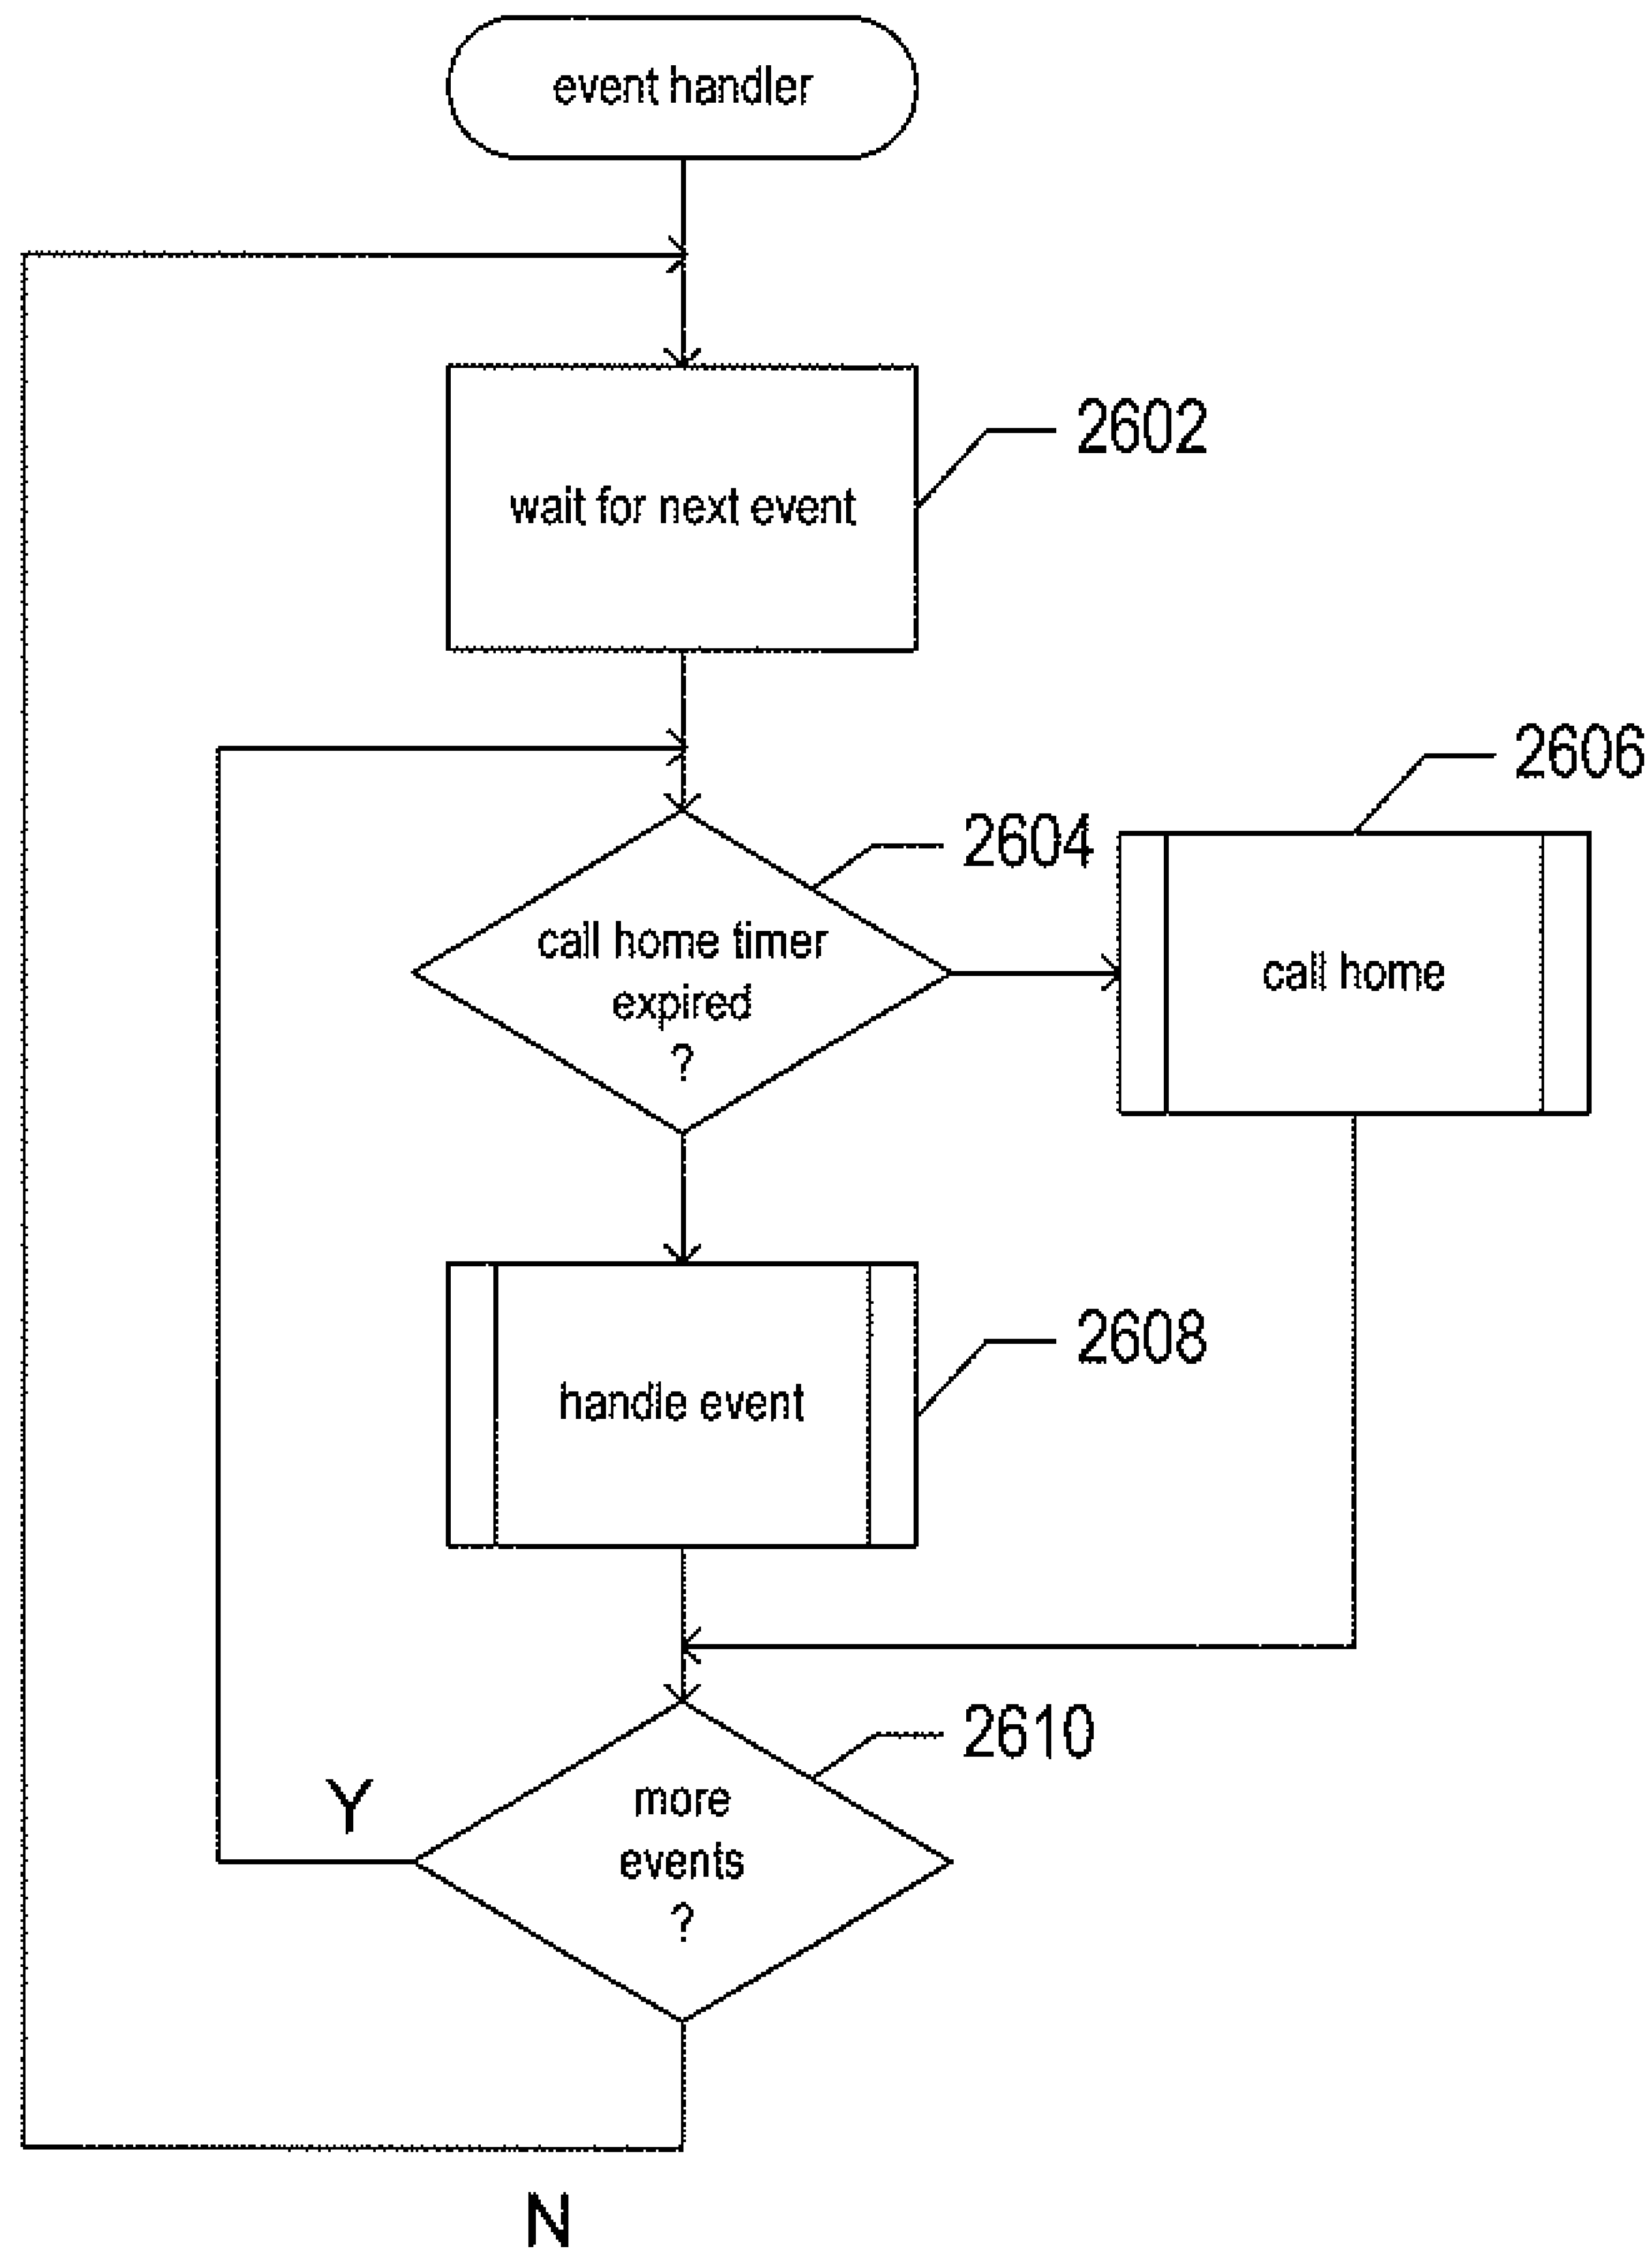 event handler
2602
wait for next event
2606
2604
call home timer
expired
?
call home
2608
handle event
2610
more
events
?
Y
N